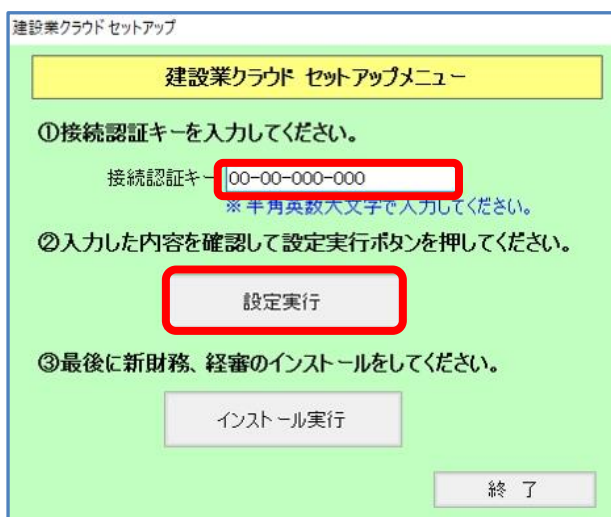 建設業クラウド セットアップ
建設業クラウド セットアップメニュー
①接続認証キーを入力してください。
接続認証キー 00-00-000-000
※半角英数大文字で入力してください。
②入力した内容を確認して設定実行ボタンを押してください。
設定実行
③最後に新財務、経審のインストールをしてください。
インストール実行
終 了